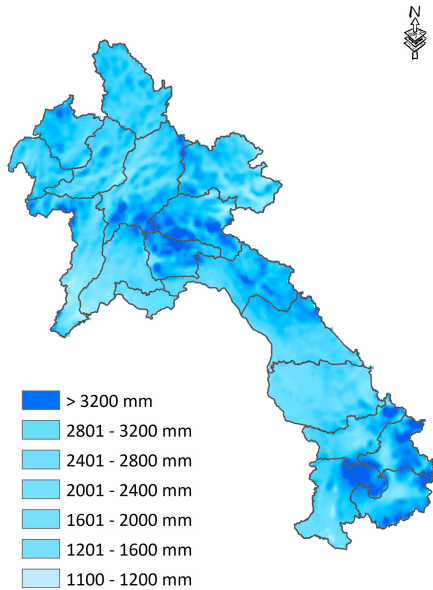 N
> 3200 mm
2801 - 3200 mm
2401 - 2800 mm
2001 - 2400 mm
1601 - 2000 mm
1201 - 1600 mm
1100 - 1200 mm